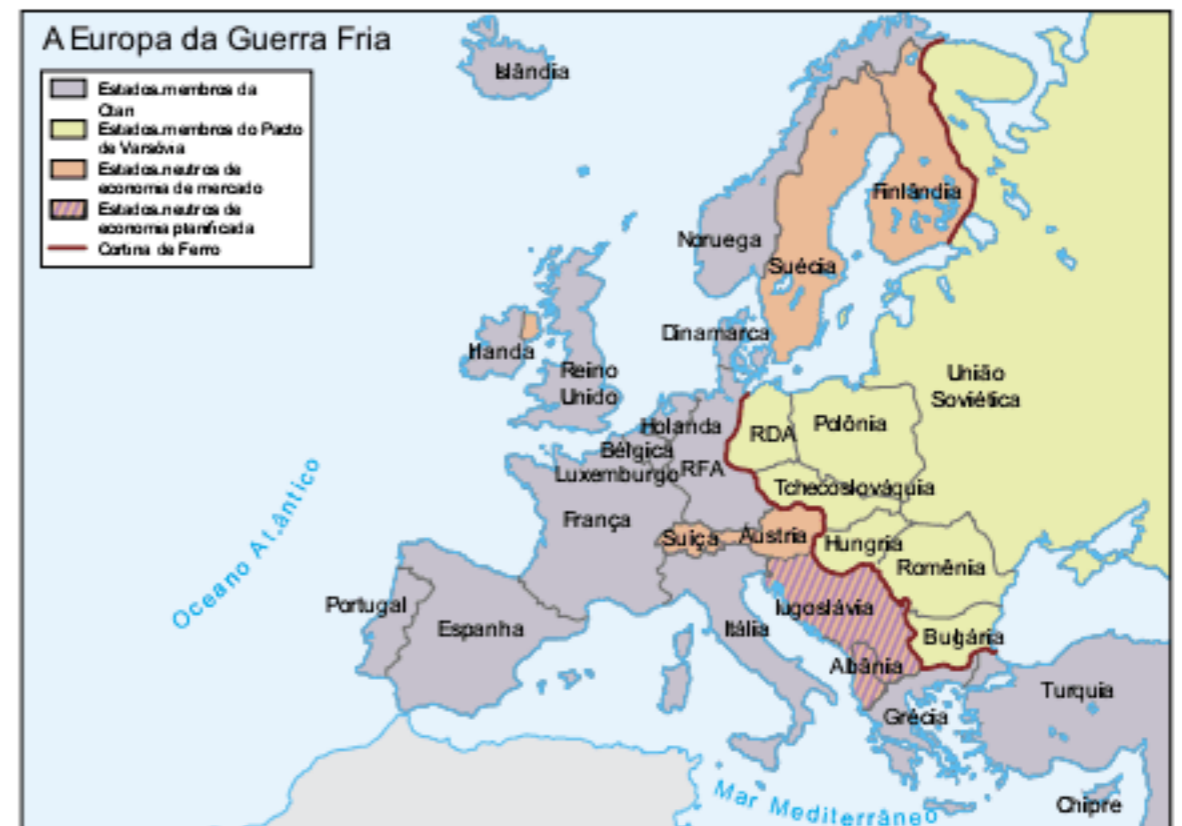 A Europa da Guerra Fria
Estados membros da
Otan
Estados membros do Pacto
de Varsóvia
Estados neutros de
economia de mercado
Estados neutros de
economia planificada
Cortina de Ferro
Islândia
Finlândia
Noruega
Suécia
Dinamarca
Irlanda
Reino
Unido
União
Soviética
Holanda
RDA
Polônia
Bélgica
Luxemburgo
RFA
Tchecoslováquia
França
Suiça
Áustria
Hungria
Romênia
Oceano Atlântico
Portugal
Espanha
Itália
Iugoslávia
Bulgária
Albânia
Turquia
Grécia
Mar Mediterrâneo
Chipre